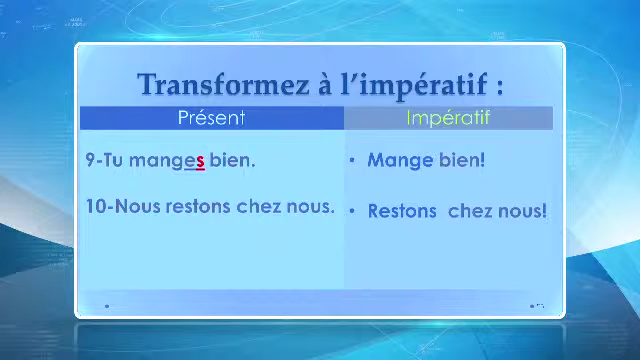 Transformez à l'impératif :
Présent Impératif
9-Tu manges bien. • Mange bien!
10-Nous restons chez nous. • Restons chez nous!